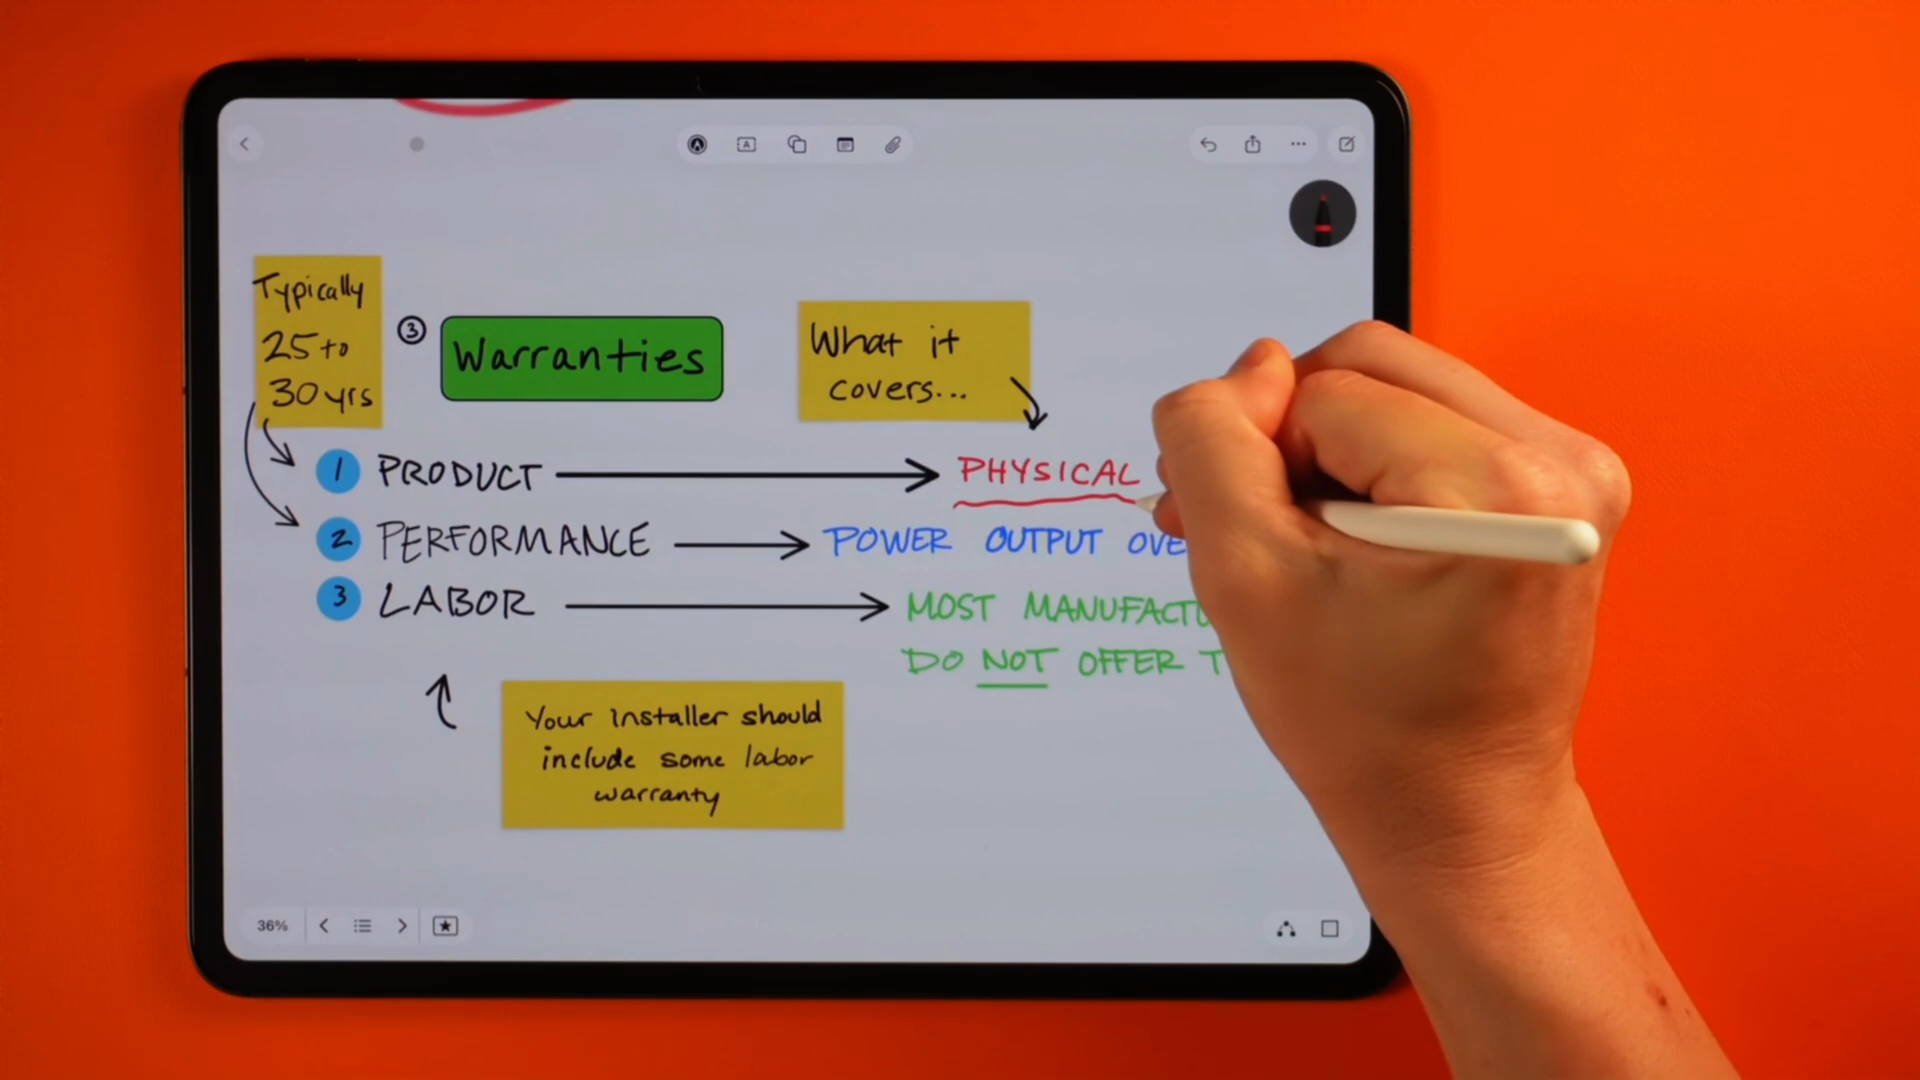 Typically
25 to
30 yrs
③
Warranties
What it
covers...
1 PRODUCT
PHYSICAL
2 PERFORMANCE
POWER OUTPUT
3 LABOR
MOST
DO NOT OFFER
Your installer should
include some labor
warranty
36%